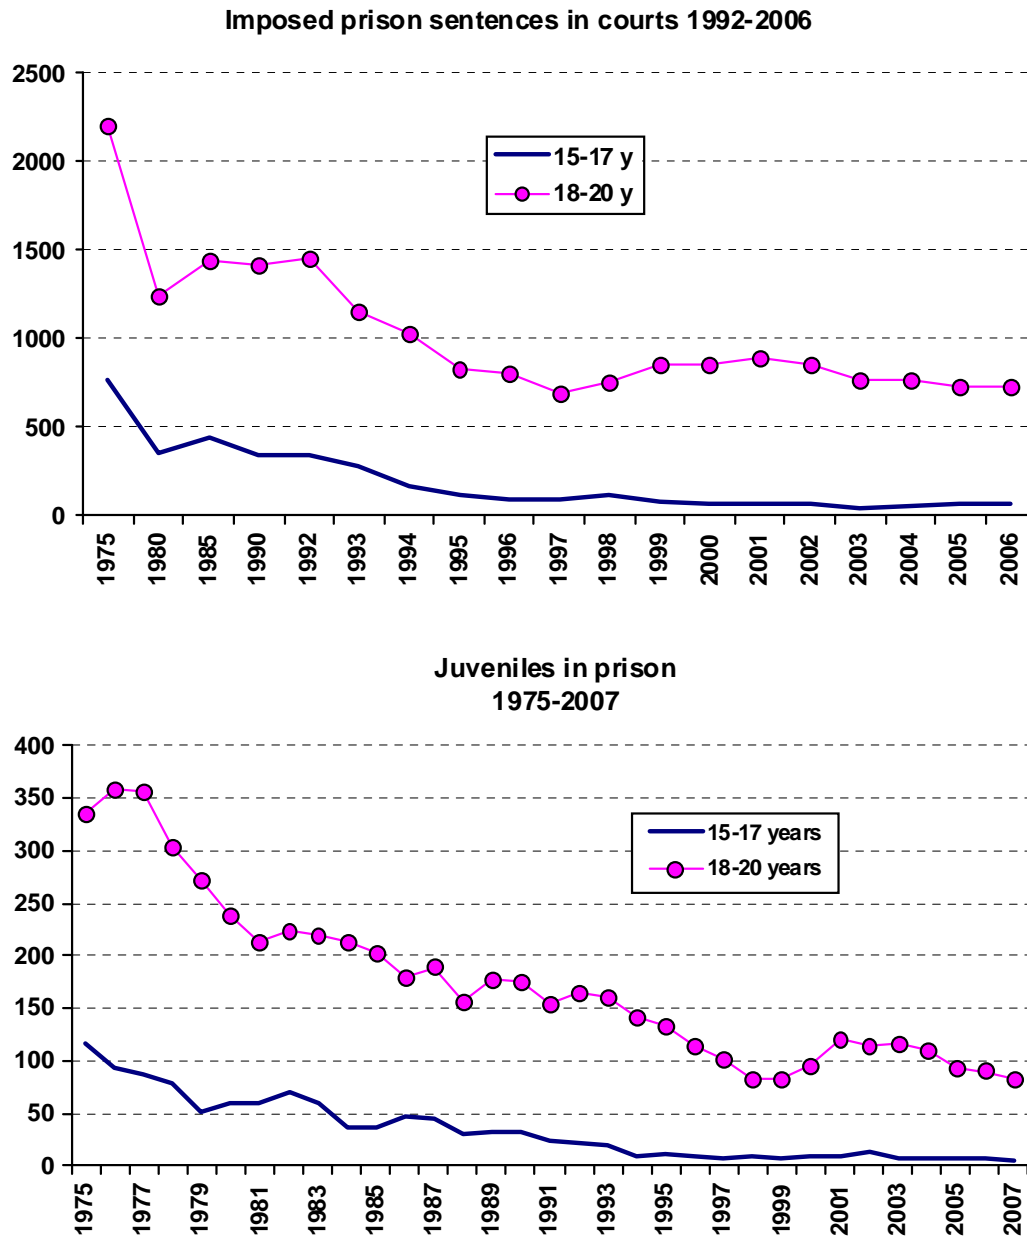 Imposed prison sentences in courts 1992-2006
2500
2000
1500
1000
500
0
15-17 y
18-20 y
1975 1980 1985 1990 1992 1993 1994 1995 1996 1997 1998 1999 2000 2001 2002 2003 2004 2005 2006
Juveniles in prison
1975-2007
400
350
300
250
200
150
100
50
0
15-17 years
18-20 years
1975 1977 1979 1981 1983 1985 1987 1989 1991 1993 1995 1997 1999 2001 2003 2005 2007